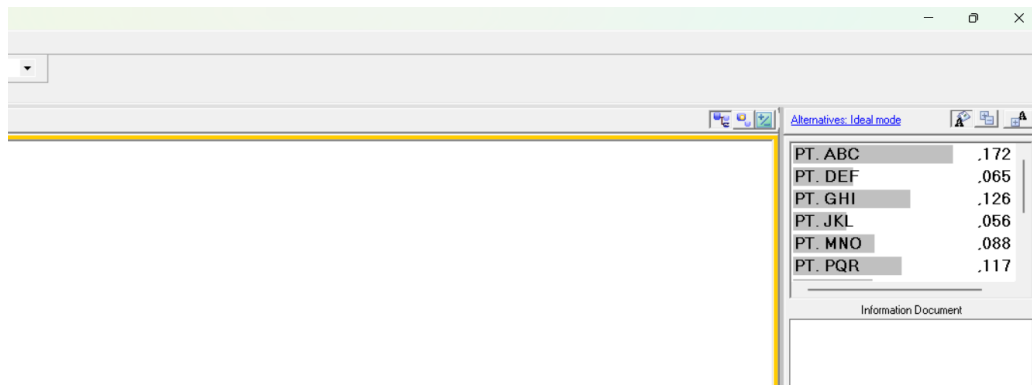 Alternatives: Ideal mode
PT. ABC ,172
PT. DEF ,065
PT. GHI ,126
PT. JKL ,056
PT. MNO ,088
PT. PQR ,117
Information Document